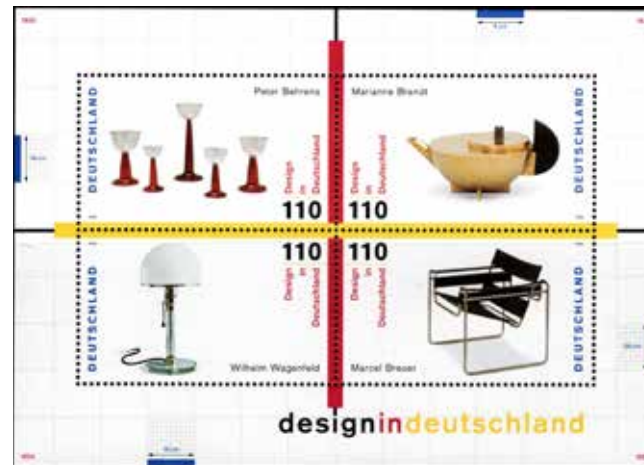 Peter Behrens
Marianne Brandt
DEUTSCHLAND
Design
in
Deutschland
110
Design
in
Deutschland
110
DEUTSCHLAND
DEUTSCHLAND
110
Design
in
Deutschland
110
Design
in
Deutschland
DEUTSCHLAND
Wilhelm Wagenfeld
Marcel Breuer
designindeutschland